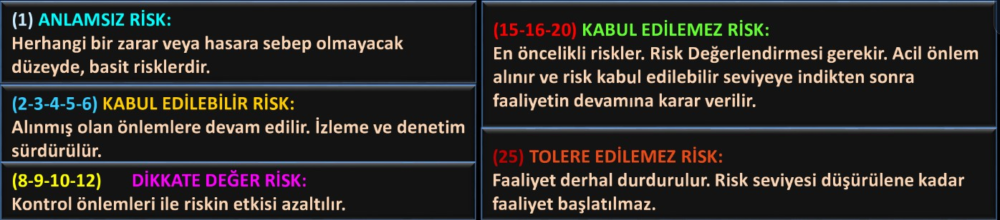 (1) ANLAMSIZ RİSK:
Herhangi bir zarar veya hasara sebep olmayacak
düzeyde, basit risklerdir.
(2-3-4-5-6) KABUL EDİLEBİLİR RİSK:
Alınmış olan önlemlere devam edilir. İzleme ve denetim
sürdürülür.
(8-9-10-12) DİKKATE DEĞER RİSK:
Kontrol önlemleri ile riskin etkisi azaltılır.
(15-16-20) KABUL EDİLEMEZ RİSK:
En öncelikli riskler. Risk Değerlendirmesi gerekir. Acil önlem
alınır ve risk kabul edilebilir seviyeye indikten sonra
faaliyetin devamına karar verilir.
(25) TOLERE EDİLEMEZ RİSK:
Faaliyet derhal durdurulur. Risk seviyesi düşürülene kadar
faaliyet başlatılmaz.